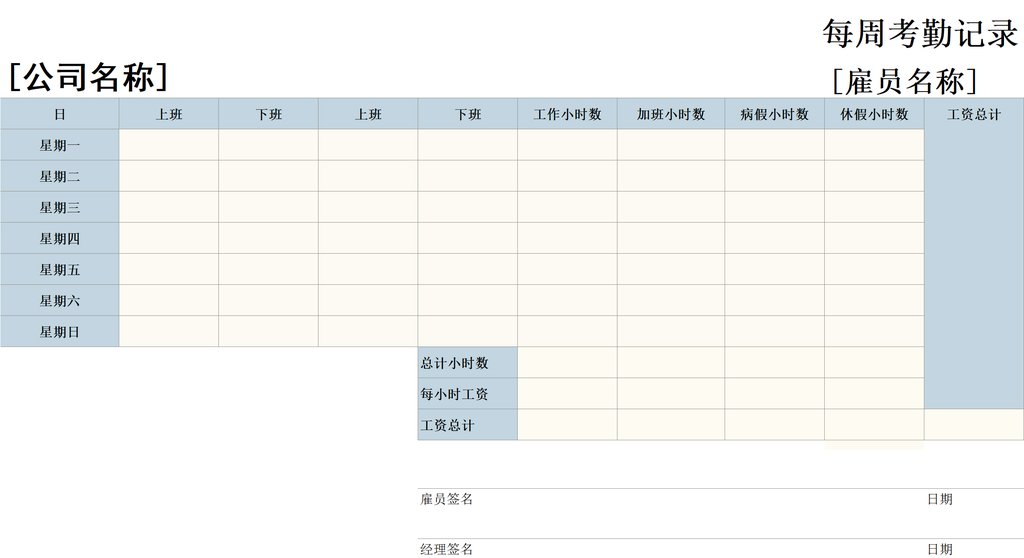 每周考勤记录
[公司名称]
[雇员名称]
日 上班 下班 上班 下班 工作小时数 加班小时数 病假小时数 休假小时数 工资总计
星期一
星期二
星期三
星期四
星期五
星期六
星期日
总计小时数
每小时工资
工资总计
雇员签名 日期
经理签名 日期